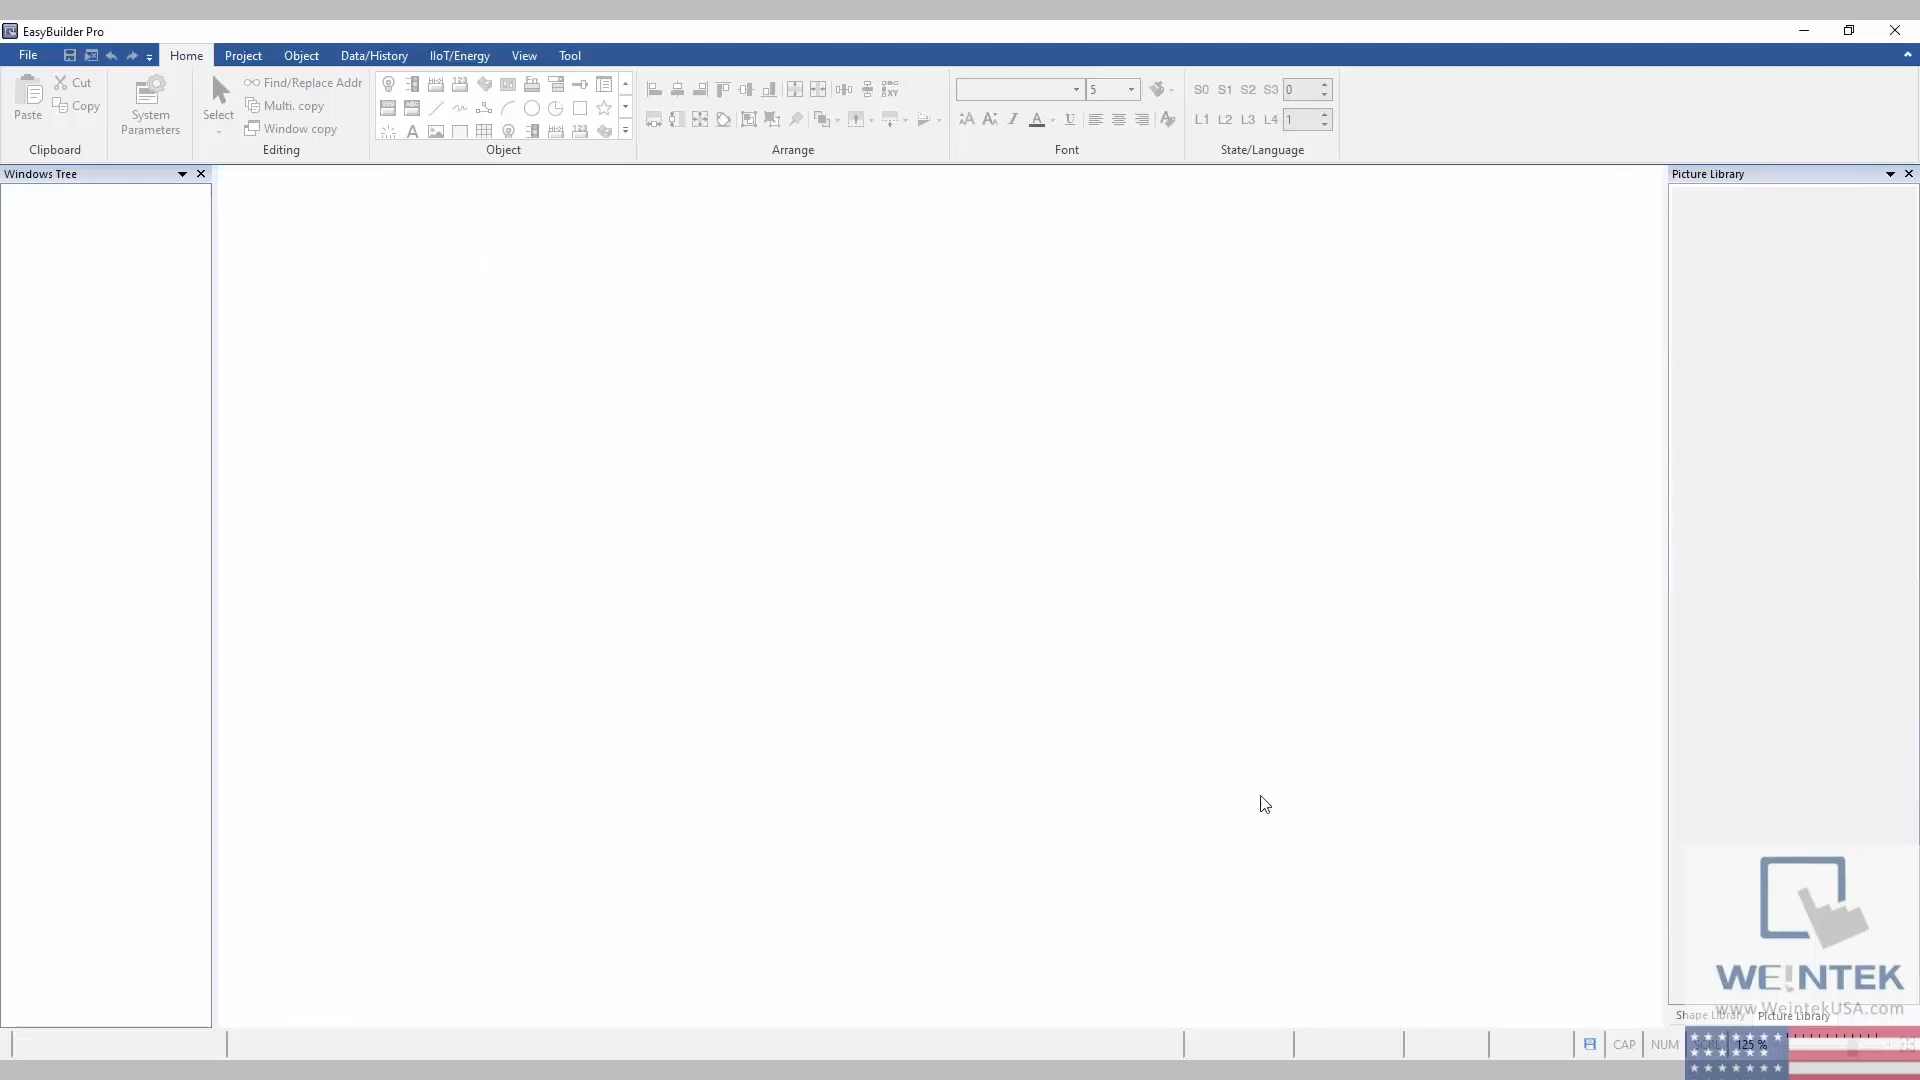 EasyBuilder Pro
File Home Project Object Data/History IIoT/Energy View Tool
Paste
Cut
Copy
Clipboard
System
Parameters
Select
Find/Replace Addr
Multi. copy
Window copy
Editing
Object
Arrange
5
Font
S0 S1 S2 S3 0
L1 L2 L3 L4 1
State/Language
Windows Tree
Picture Library
WEINTEK
www.WeintekUSA.com
Shape Library Picture Library
CAP NUM SCRL 125 %